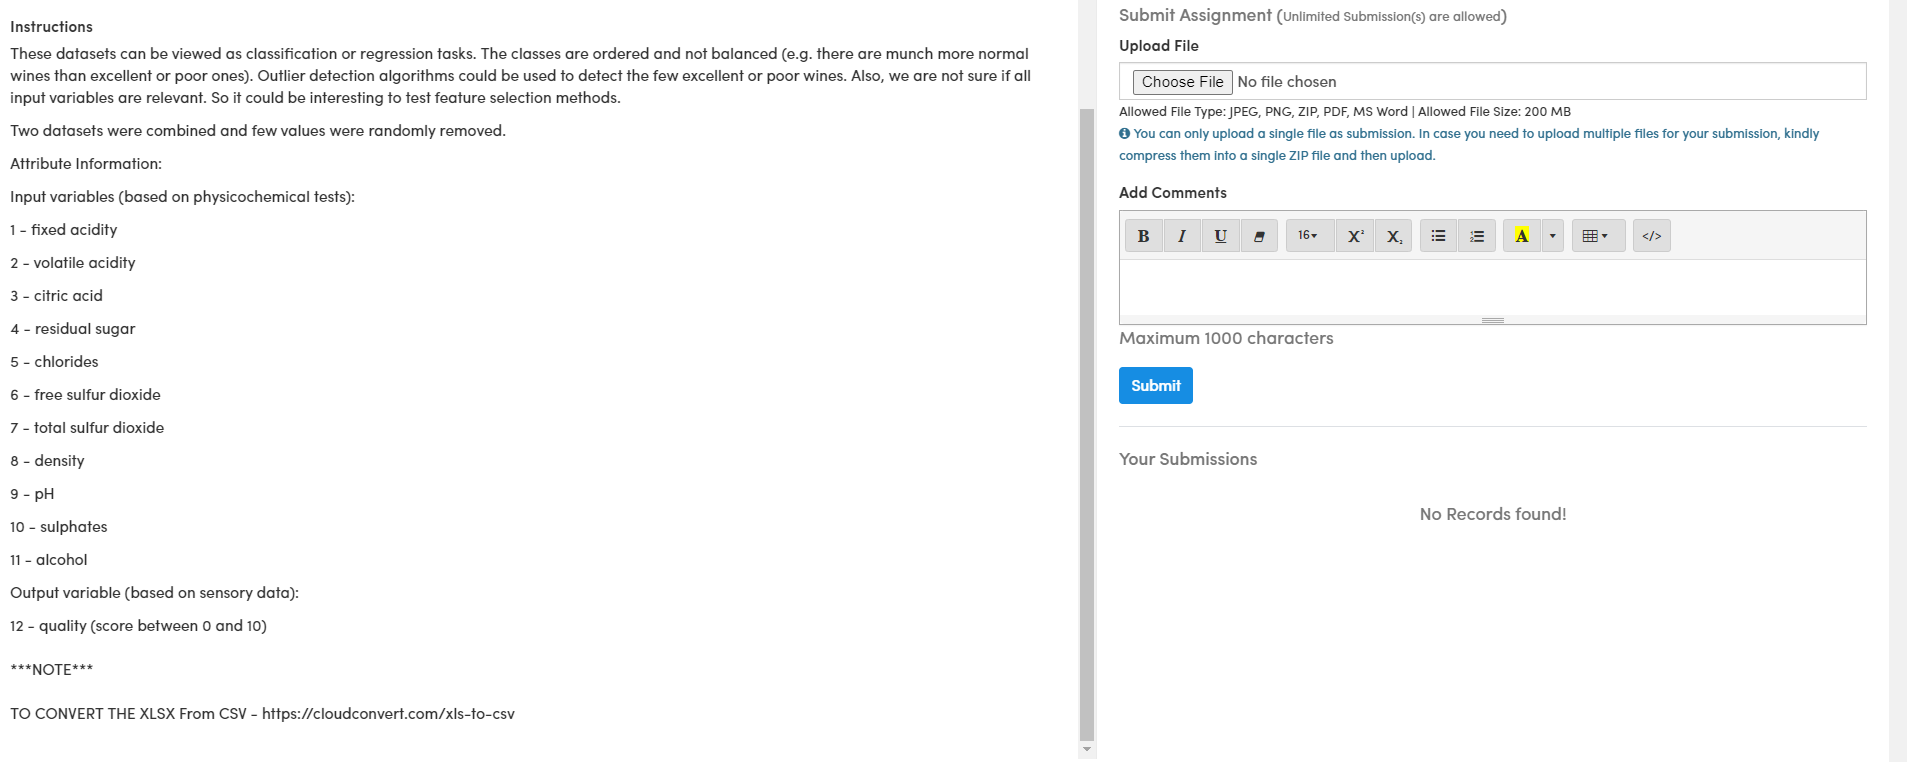 Instructions
These datasets can be viewed as classification or regression tasks. The classes are ordered and not balanced (e.g. there are munch more normal
wines than excellent or poor ones). Outlier detection algorithms could be used to detect the few excellent or poor wines. Also, we are not sure if all
input variables are relevant. So it could be interesting to test feature selection methods.
Two datasets were combined and few values were randomly removed.
Attribute Information:
Input variables (based on physicochemical tests):
1 - fixed acidity
2 - volatile acidity
3 - citric acid
4 - residual sugar
5 - chlorides
6 - free sulfur dioxide
7 - total sulfur dioxide
8 - density
9 - pH
10 - sulphates
11 - alcohol
Output variable (based on sensory data):
12 - quality (score between 0 and 10)
***NOTE***
TO CONVERT THE XLSX From CSV - https://cloudconvert.com/xls-to-csv
Submit Assignment (Unlimited Submission(s) are allowed)
Upload File
Choose File No file chosen
Allowed File Type: JPEG, PNG, ZIP, PDF, MS Word | Allowed File Size: 200 MB
You can only upload a single file as submission. In case you need to upload multiple files for your submission, kindly
compress them into a single ZIP file and then upload.
Add Comments
B I U 16 X² X₂ A </>
Maximum 1000 characters
Submit
Your Submissions
No Records found!